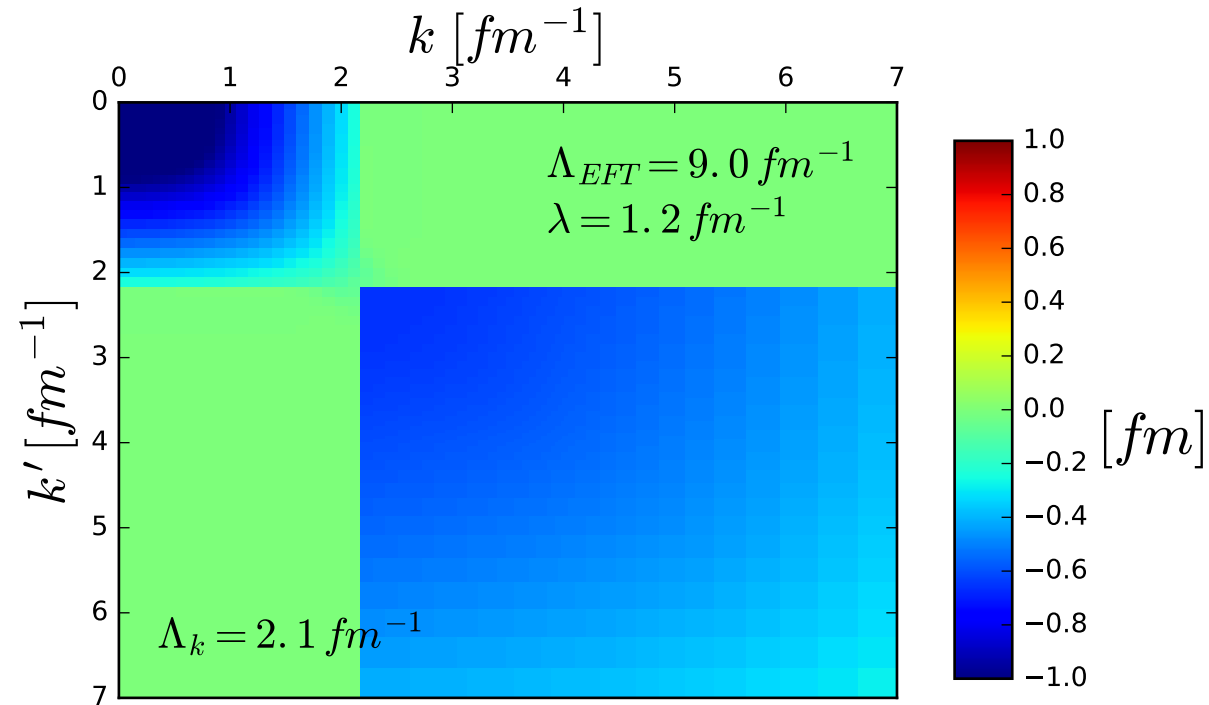 k [fm⁻¹]
0 1 2 3 4 5 6 7
0
1
2
3
4
5
6
7
k′ [fm⁻¹]
Λ_EFT = 9.0 fm⁻¹
λ = 1.2 fm⁻¹
Λ_k = 2.1 fm⁻¹
1.0
0.8
0.6
0.4
0.2
0.0
−0.2
−0.4
−0.6
−0.8
−1.0
[fm]